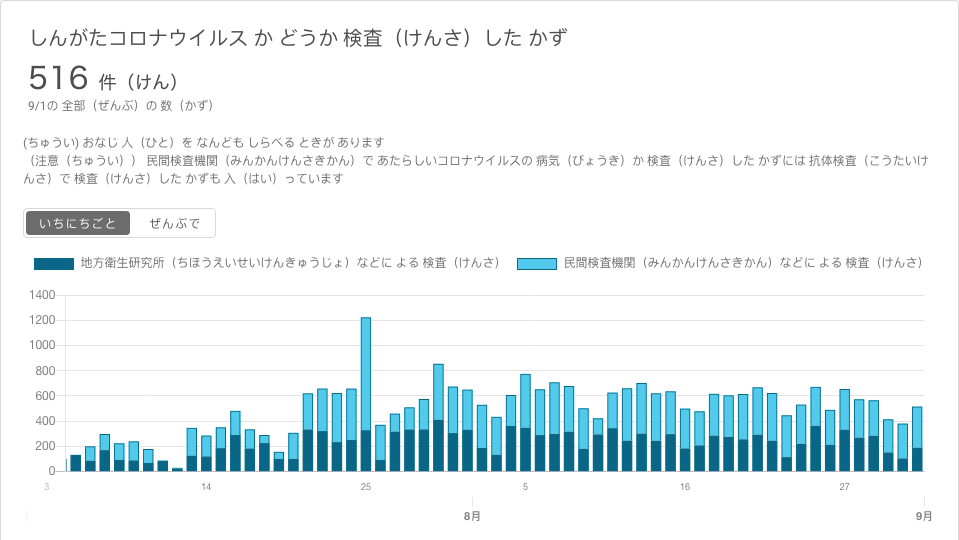 しんがたコロナウイルス か どうか 検査（けんさ）した かず
516 件（けん）
9/1の 全部（ぜんぶ）の 数（かず）
(ちゅうい) おなじ 人（ひと）を なんども しらべる ときが あります
（注意（ちゅうい）） 民間検査機関（みんかんけんさきかん）で あたらしいコロナウイルスの 病気（びょうき）か 検査（けんさ）した かずには 抗体検査（こうたいけ
んさ）で 検査（けんさ）した かずも 入（はい）っています
いちにちごと ぜんぶで
地方衛生研究所（ちほうえいせいけんきゅうじょ）などに よる 検査（けんさ） 民間検査機関（みんかんけんさきかん）などに よる 検査（けんさ）
1400
1200
1000
800
600
400
200
0
3 14 25 5 16 27
8月 9月